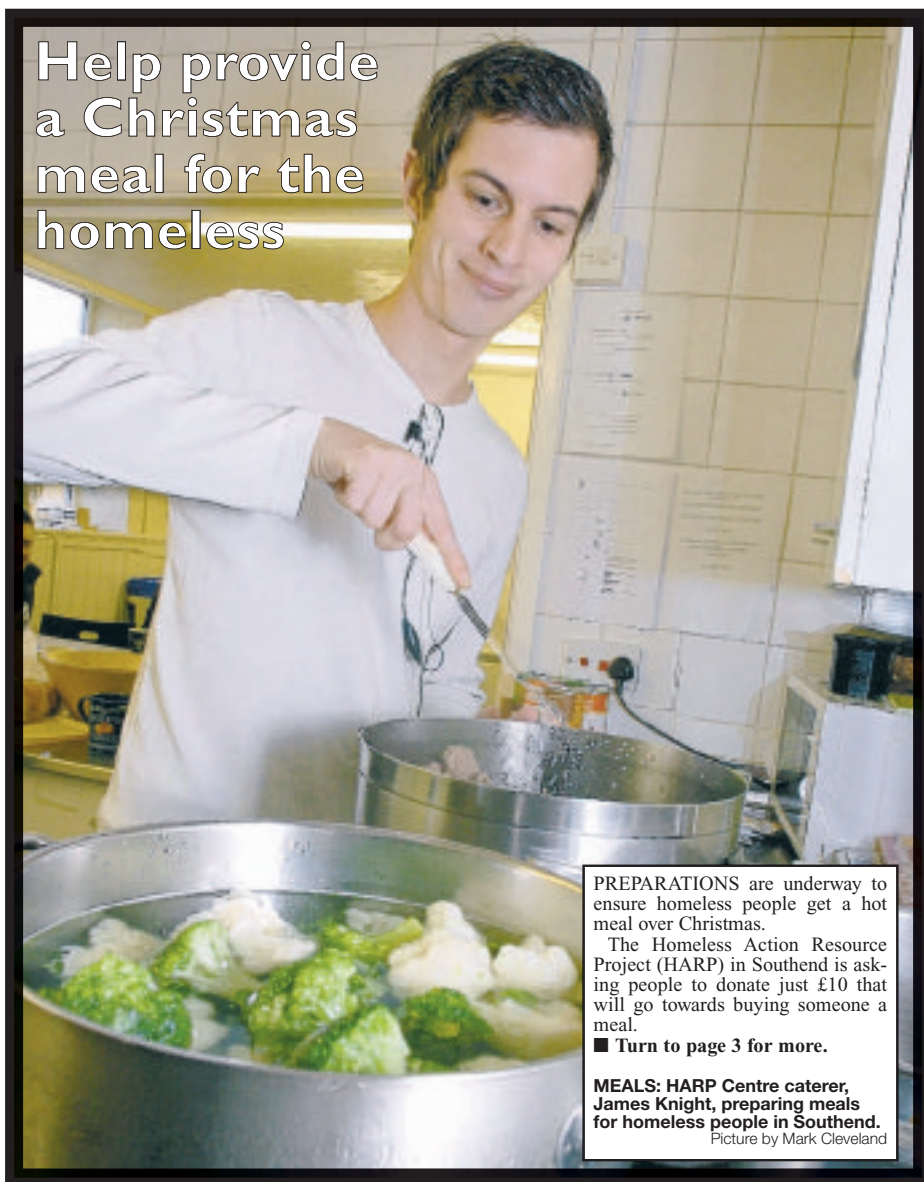 Help provide
a Christmas
meal for the
homeless
PREPARATIONS are underway to
ensure homeless people get a hot
meal over Christmas.
The Homeless Action Resource
Project (HARP) in Southend is ask-
ing people to donate just £10 that
will go towards buying someone a
meal.
■ Turn to page 3 for more.
MEALS: HARP Centre caterer,
James Knight, preparing meals
for homeless people in Southend.
Picture by Mark Cleveland